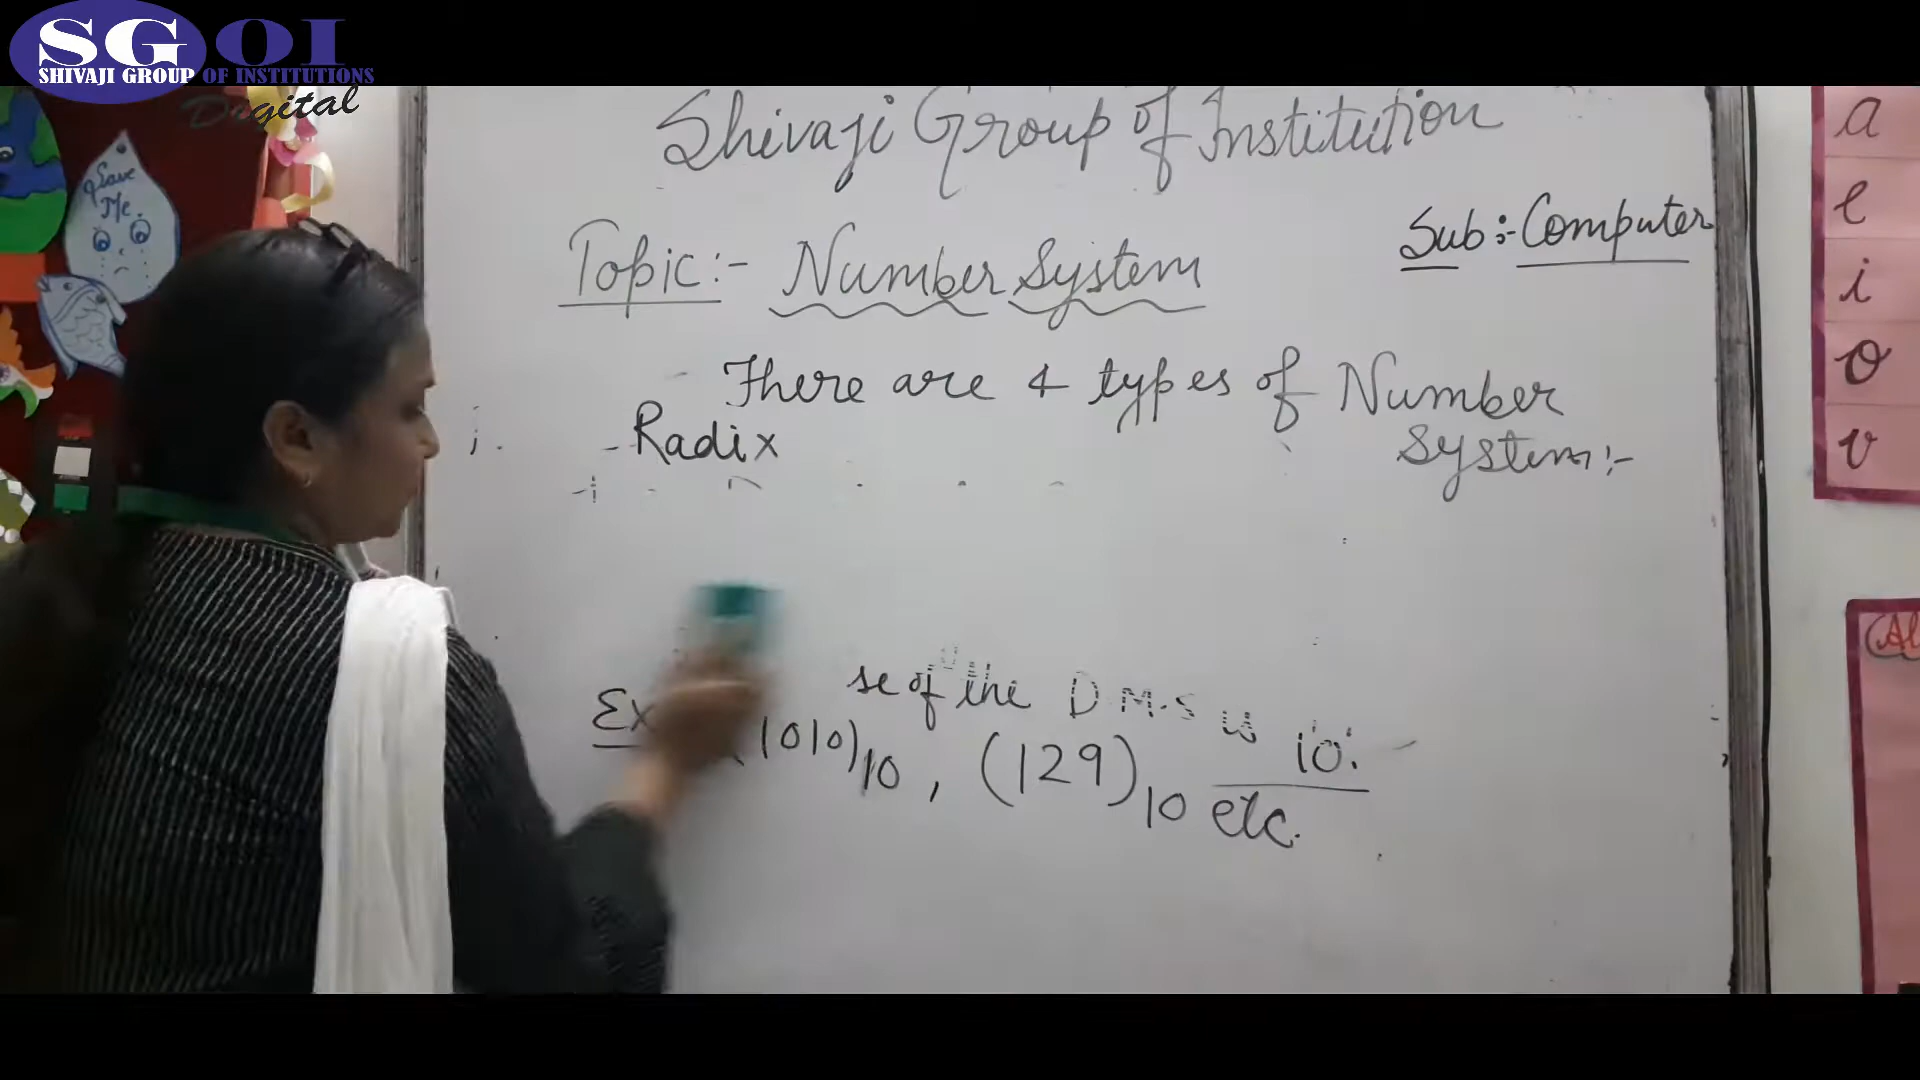 SGOI
SHIVAJI GROUP OF INSTITUTIONS
Digital
Shivaji Group of Institution
Sub:- Computer
Topic:- Number System
There are 4 types of Number
System:-
Radix
se of the D.M.S is 10.
Ex
1010)10 , (129)10 etc.
Save
Me.
a
e
i
o
v